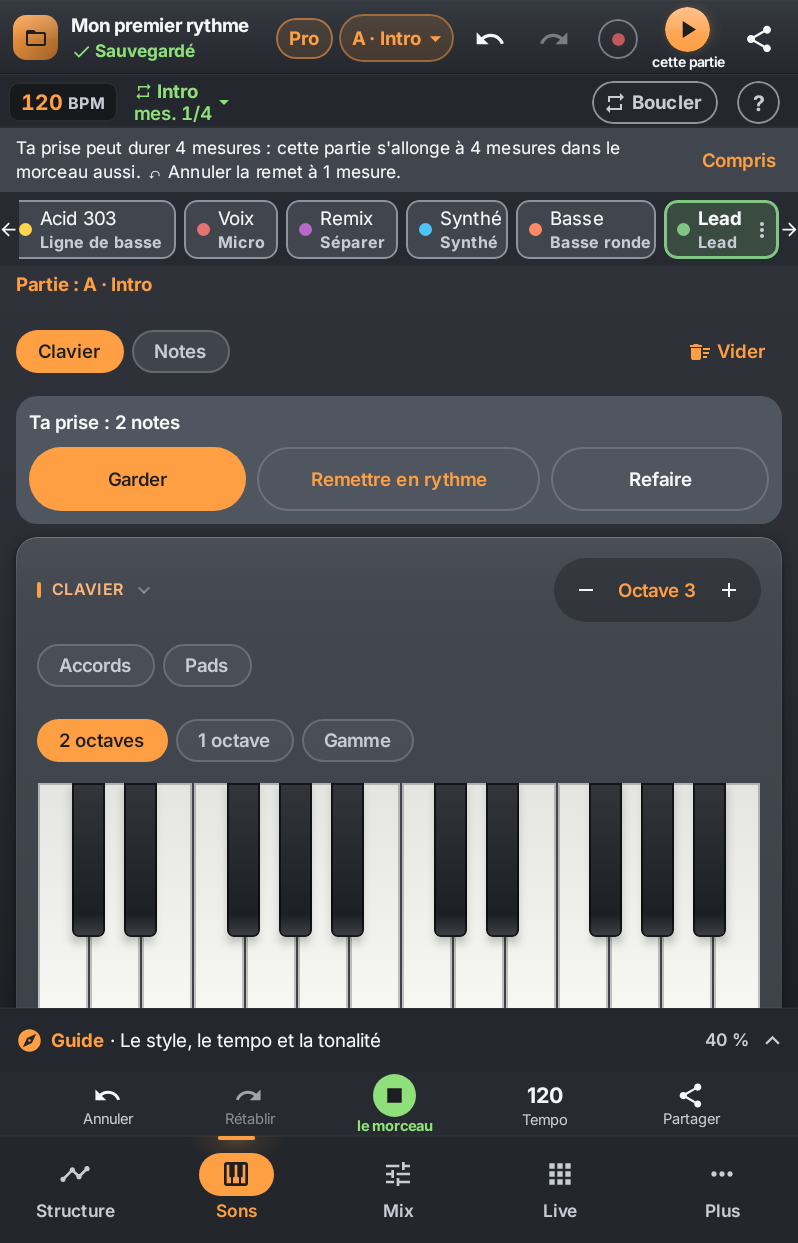 Mon premier rythme
Sauvegardé
Pro
A · Intro
cette partie
120 BPM
Intro
mes. 1/4
Boucler
?
Ta prise peut durer 4 mesures : cette partie s'allonge à 4 mesures dans le
morceau aussi. ⤺ Annuler la remet à 1 mesure.
Compris
Acid 303
Ligne de basse
Voix
Micro
Remix
Séparer
Synthé
Synthé
Basse
Basse ronde
Lead
Lead
Partie : A · Intro
Clavier
Notes
Vider
Ta prise : 2 notes
Garder
Remettre en rythme
Refaire
CLAVIER
− Octave 3 +
Accords
Pads
2 octaves
1 octave
Gamme
Guide · Le style, le tempo et la tonalité
40 %
Annuler
Rétablir
le morceau
120
Tempo
Partager
Structure
Sons
Mix
Live
Plus